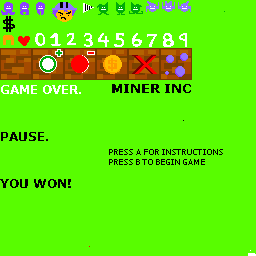 $
0123456789
GAME OVER. MINER INC
PAUSE.
PRESS A FOR INSTRUCTIONS
PRESS B TO BEGIN GAME
YOU WON!